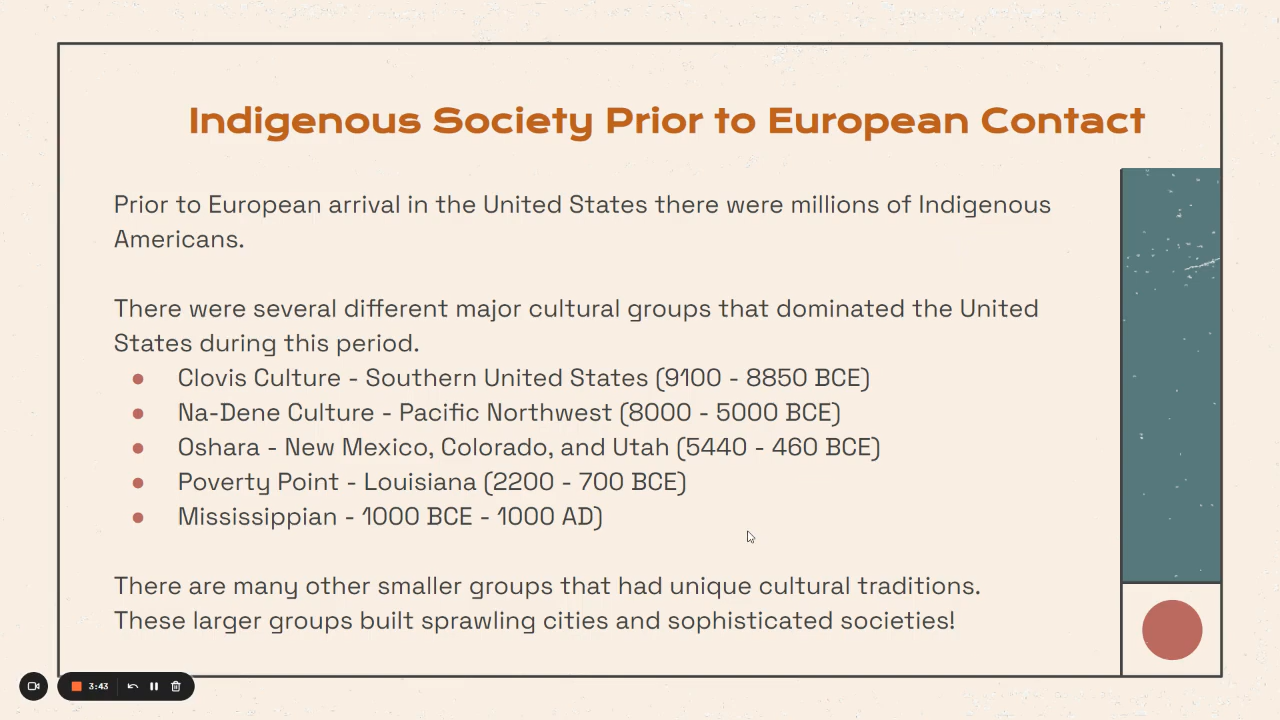 Indigenous Society Prior to European Contact
Prior to European arrival in the United States there were millions of Indigenous
Americans.
There were several different major cultural groups that dominated the United
States during this period.
● Clovis Culture - Southern United States (9100 - 8850 BCE)
● Na-Dene Culture - Pacific Northwest (8000 - 5000 BCE)
● Oshara - New Mexico, Colorado, and Utah (5440 - 460 BCE)
● Poverty Point - Louisiana (2200 - 700 BCE)
● Mississippian - 1000 BCE - 1000 AD)
There are many other smaller groups that had unique cultural traditions.
These larger groups built sprawling cities and sophisticated societies!
3:43